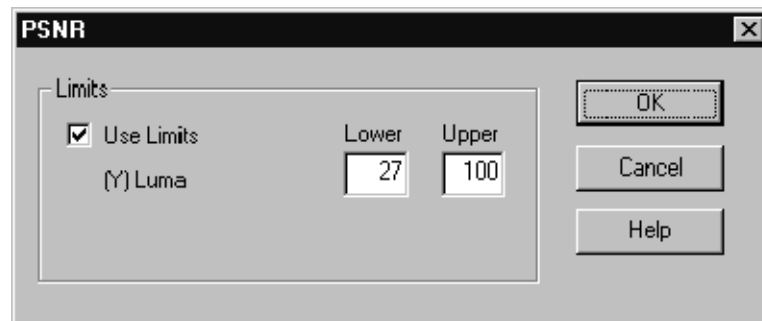 PSNR
Limits
Use Limits Lower Upper
(Y) Luma 27 100
OK
Cancel
Help